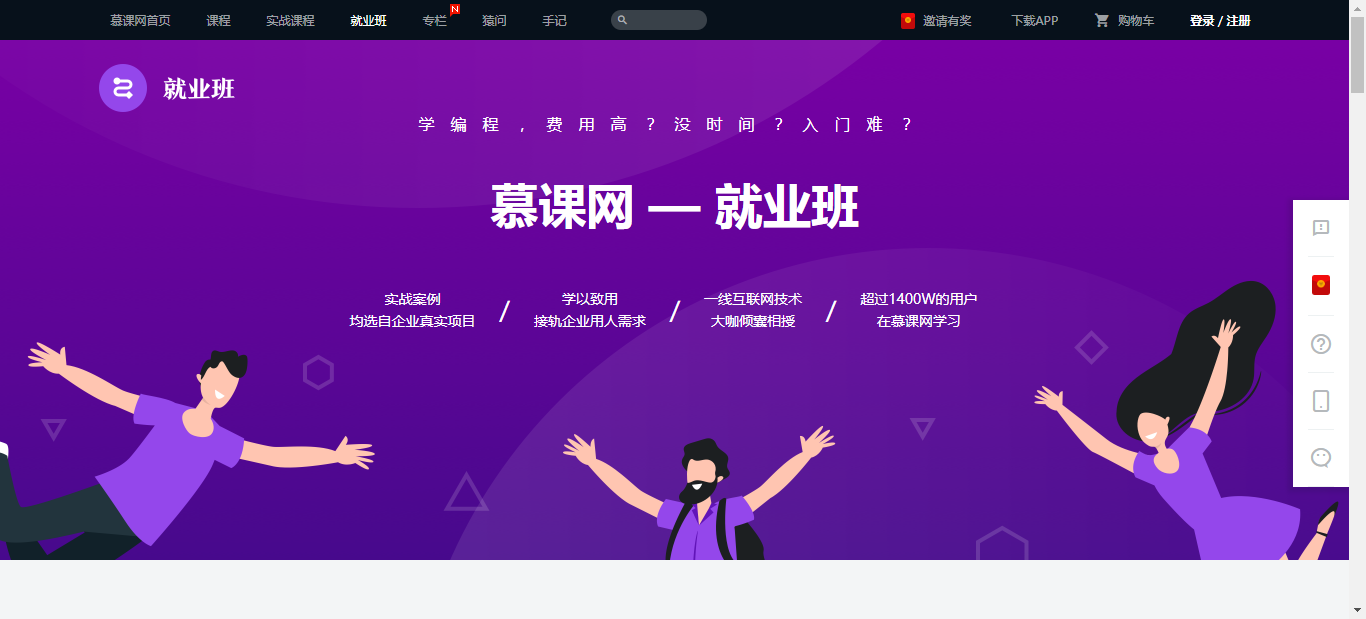 慕课网首页 课程 实战课程 就业班 专栏 N 猿问 手记 邀请有奖 下载APP 购物车 登录 / 注册
就业班
学编程，费用高？没时间？入门难？
慕课网 — 就业班
实战案例
均选自企业真实项目
/
学以致用
接轨企业用人需求
/
一线互联网技术
大咖倾囊相授
/
超过1400W的用户
在慕课网学习